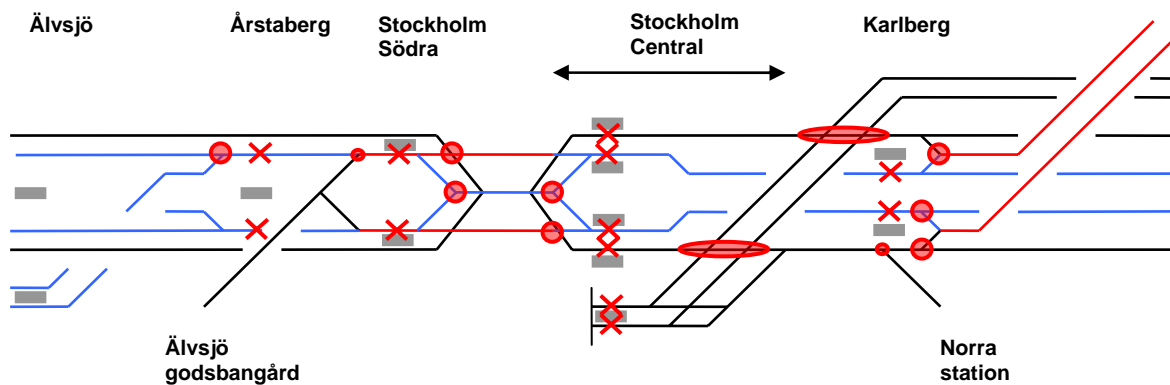 Älvsjö
Årstaberg
Stockholm
Södra
Stockholm
Central
Karlberg
Älvsjö
godsbangård
Norra
station